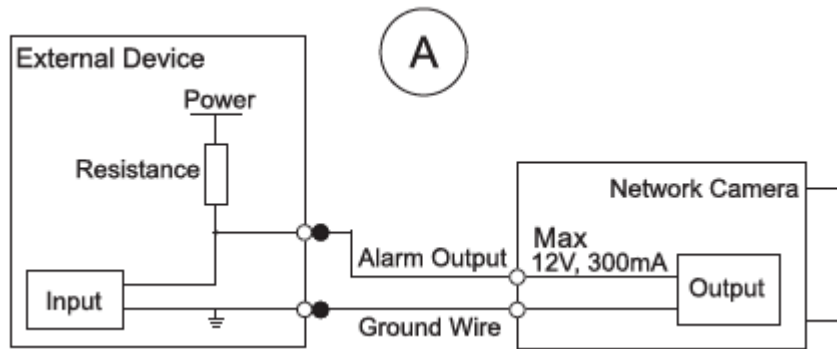 A
External Device
Power
Resistance
Network Camera
Max
Alarm Output
12V, 300mA
Input
Output
Ground Wire